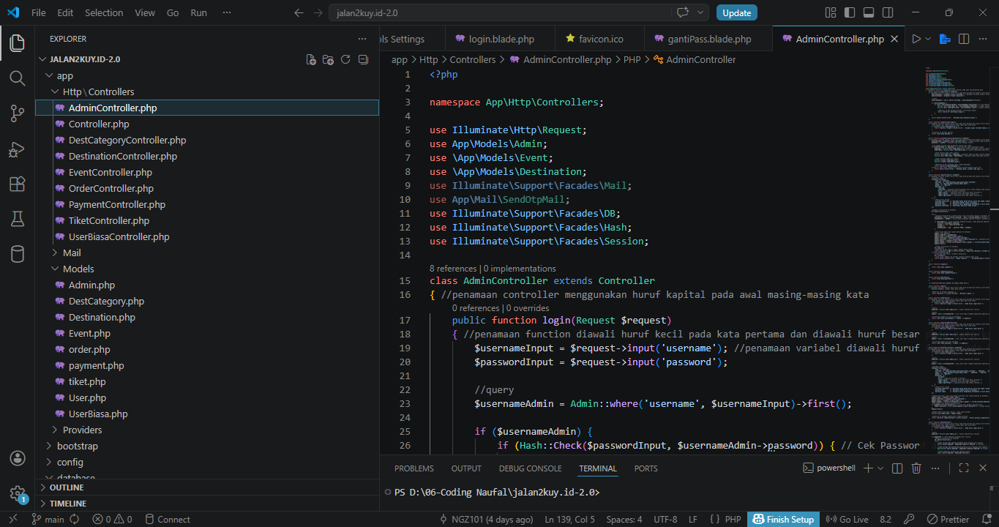 File Edit Selection View Go Run ···
jalan2kuy.id-2.0
Update
EXPLORER
JALAN2KUY.ID-2.0
app
Http \ Controllers
AdminController.php
Controller.php
DestCategoryController.php
DestinationController.php
EventController.php
OrderController.php
PaymentController.php
TiketController.php
UserBiasaController.php
Mail
Models
Admin.php
DestCategory.php
Destination.php
Event.php
order.php
payment.php
tiket.php
User.php
UserBiasa.php
Providers
bootstrap
config
database
OUTLINE
TIMELINE
ols Settings login.blade.php favicon.ico gantiPass.blade.php AdminController.php
app > Http > Controllers > AdminController.php > PHP > AdminController
1 <?php
2
3 namespace App\Http\Controllers;
4
5 use Illuminate\Http\Request;
6 use App\Models\Admin;
7 use \App\Models\Event;
8 use \App\Models\Destination;
9 use Illuminate\Support\Facades\Mail;
10 use App\Mail\SendOtpMail;
11 use Illuminate\Support\Facades\DB;
12 use Illuminate\Support\Facades\Hash;
13 use Illuminate\Support\Facades\Session;
14
8 references | 0 implementations
15 class AdminController extends Controller
16 { //penamaan controller menggunakan huruf kapital pada awal masing-masing kata
0 references | 0 overrides
17 public function login(Request $request)
18 { //penamaan function diawali huruf kecil pada kata pertama dan diawali huruf besar
19 $usernameInput = $request->input('username'); //penamaan variabel diawali huruf
20 $passwordInput = $request->input('password');
21
22 //query
23 $usernameAdmin = Admin::where('username', $usernameInput)->first();
24
25 if ($usernameAdmin) {
26 if (Hash::Check($passwordInput, $usernameAdmin->password)) { // Cek Passwor
PROBLEMS OUTPUT DEBUG CONSOLE TERMINAL PORTS
powershell
PS D:\06-Coding Naufal\jalan2kuy.id-2.0>
1
main 0 0 Connect
NGZ101 (4 days ago) Ln 139, Col 5 Spaces: 4 UTF-8 LF { } PHP Finish Setup Go Live 8.2 Prettier